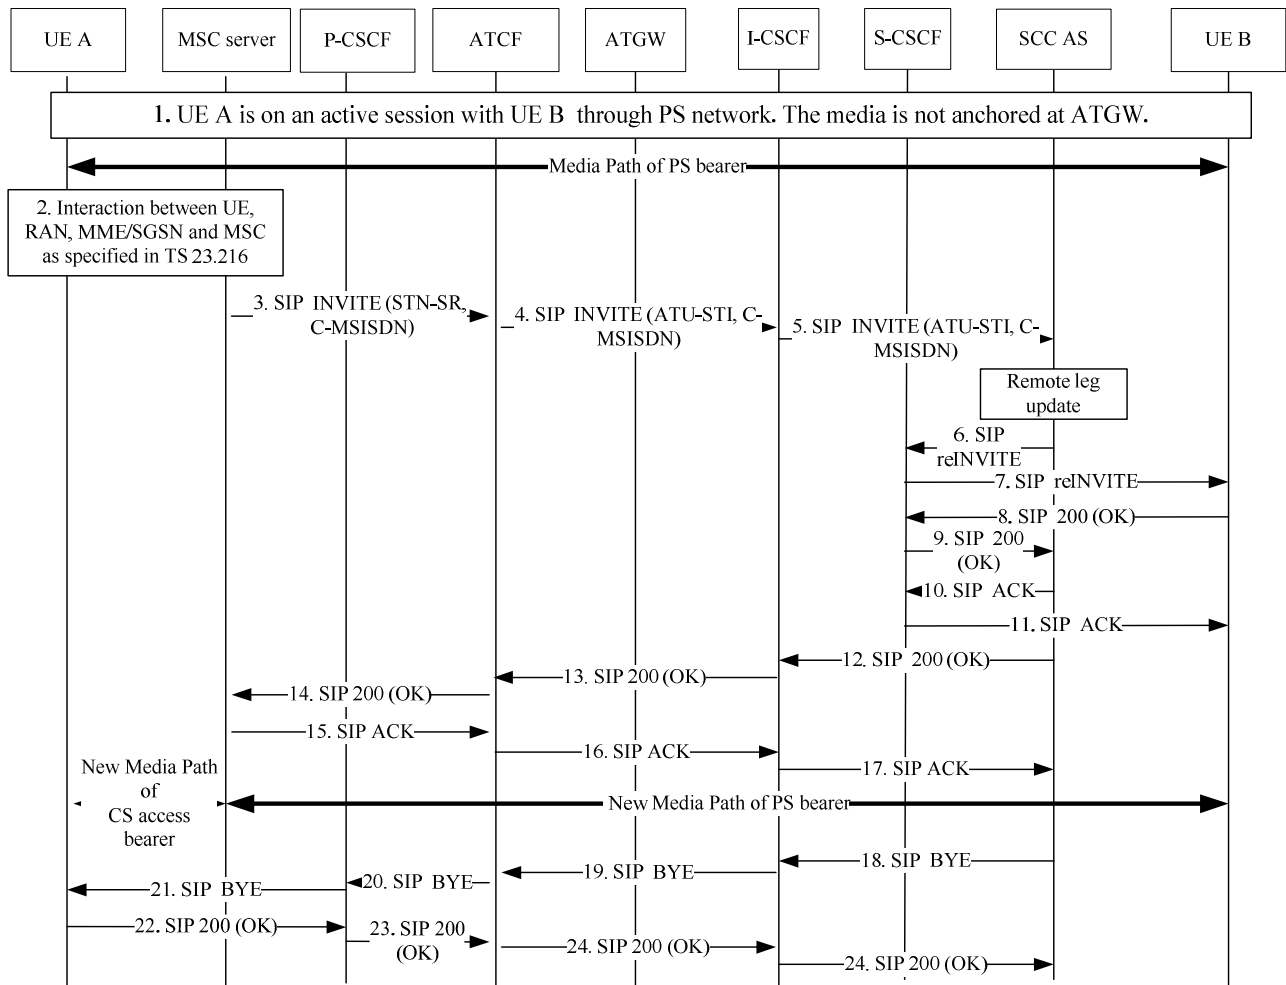 UE A
MSC server
P-CSCF
ATCF
ATGW
I-CSCF
S-CSCF
SCC AS
UE B
1. UE A is on an active session with UE B through PS network. The media is not anchored at ATGW.
Media Path of PS bearer
2. Interaction between UE,
RAN, MME/SGSN and MSC
as specified in TS 23.216
3. SIP INVITE (STN-SR,
C-MSISDN)
4. SIP INVITE (ATU-STI, C-
MSISDN)
5. SIP INVITE (ATU-STI, C-
MSISDN)
Remote leg
update
6. SIP
reINVITE
7. SIP reINVITE
8. SIP 200 (OK)
9. SIP 200
(OK)
10. SIP ACK
11. SIP ACK
12. SIP 200 (OK)
13. SIP 200 (OK)
14. SIP 200 (OK)
15. SIP ACK
16. SIP ACK
17. SIP ACK
New Media Path
of
CS access
bearer
New Media Path of PS bearer
18. SIP BYE
19. SIP BYE
20. SIP BYE
21. SIP BYE
22. SIP 200 (OK)
23. SIP 200
(OK)
24. SIP 200 (OK)
24. SIP 200 (OK)